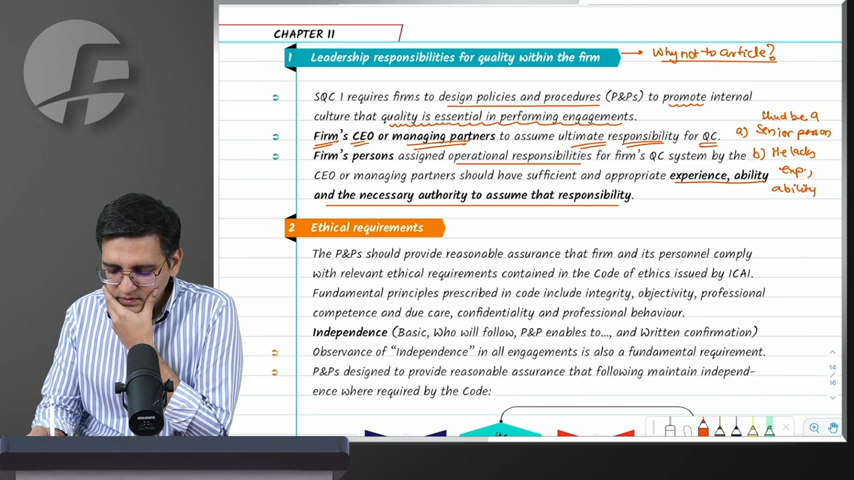 CHAPTER 11
1 Leadership responsibilities for quality within the firm
Why not to article?
SQC 1 requires firms to design policies and procedures (P&Ps) to promote internal
culture that quality is essential in performing engagements.
Firm's CEO or managing partners to assume ultimate responsibility for QC.
Firm's persons assigned operational responsibilities for firm's QC system by the
CEO or managing partners should have sufficient and appropriate experience, ability
and the necessary authority to assume that responsibility.
be a
a) Senior person
b) He lacks
exp.,
ability
2 Ethical requirements
The P&Ps should provide reasonable assurance that firm and its personnel comply
with relevant ethical requirements contained in the Code of ethics issued by ICAI.
Fundamental principles prescribed in code include integrity, objectivity, professional
competence and due care, confidentiality and professional behaviour.
Independence (Basic, Who will follow, P&P enables to..., and Written confirmation)
Observance of "Independence" in all engagements is also a fundamental requirement.
P&Ps designed to provide reasonable assurance that following maintain independ-
ence where required by the Code:
14
/
16